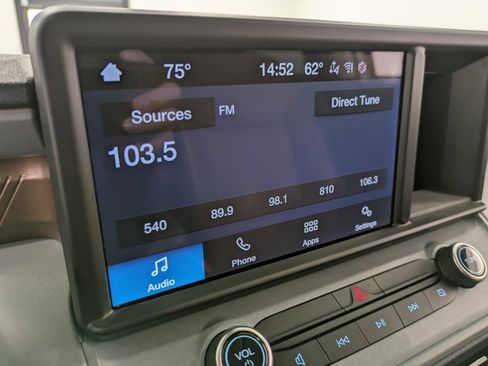 75° 14:52 62°
Sources FM Direct Tune
103.5
540 89.9 98.1 810 106.3
Audio Phone Apps Settings
VOL
TUNE